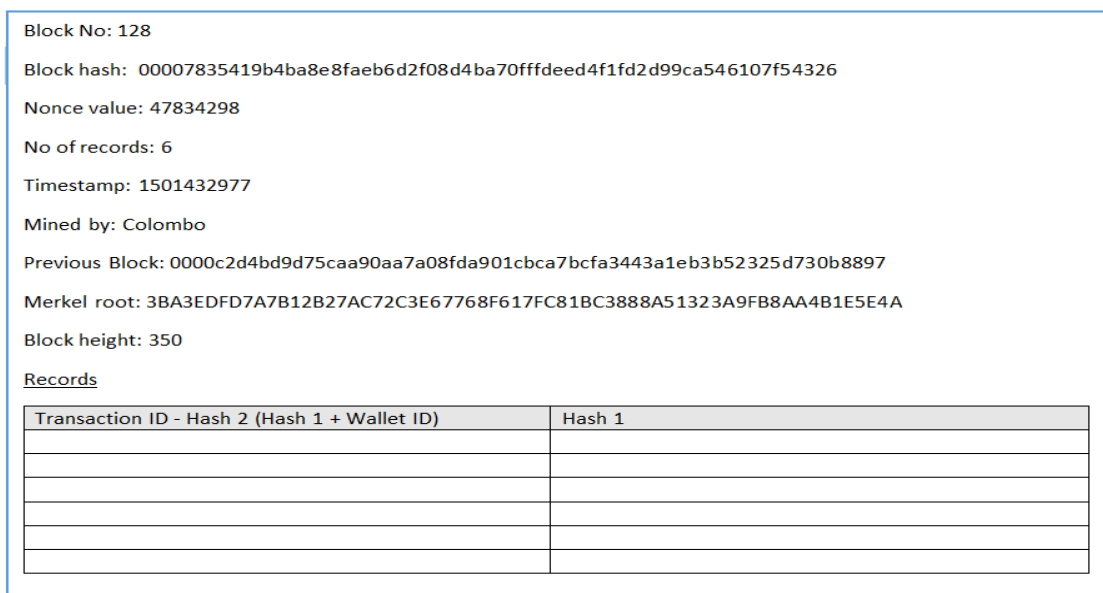 Block No: 128
Block hash:  00007835419b4ba8e8faeb6d2f08d4ba70fffdeed4f1fd2d99ca546107f54326
Nonce value: 47834298
No of records: 6
Timestamp: 1501432977
Mined by: Colombo
Previous Block: 0000c2d4bd9d75caa90aa7a08fda901cbca7bcfa3443a1eb3b52325d730b8897
Merkel root: 3BA3EDFD7A7B12B27AC72C3E67768F617FC81BC3888A51323A9FB8AA4B1E5E4A
Block height: 350
Records
Transaction ID - Hash 2 (Hash 1 + Wallet ID) Hash 1